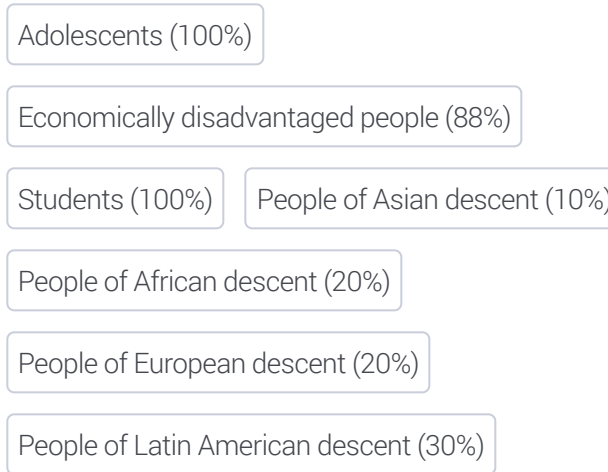 Adolescents (100%)
Economically disadvantaged people (88%)
Students (100%) People of Asian descent (10%)
People of African descent (20%)
People of European descent (20%)
People of Latin American descent (30%)